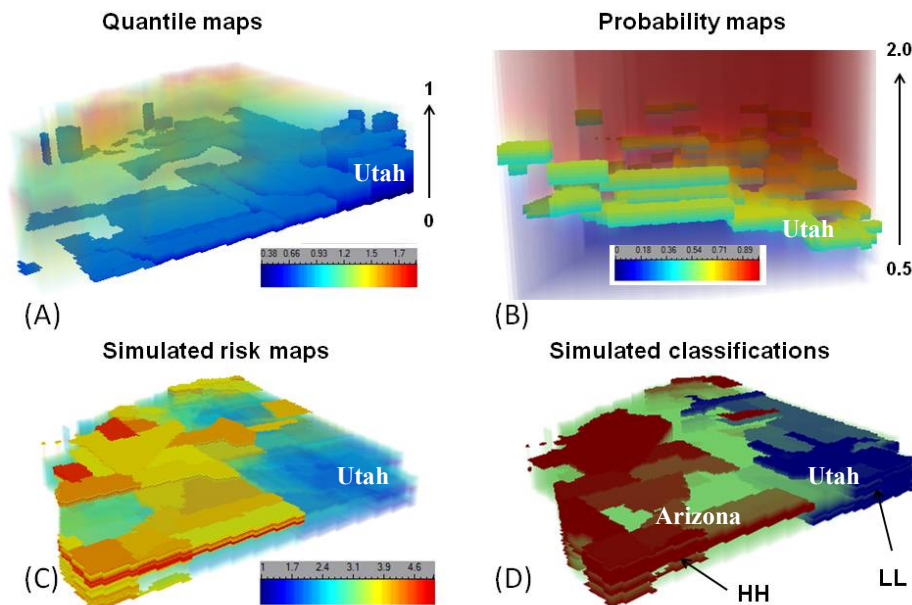 Quantile maps
1
Utah
0
0.38 0.66 0.93 1.2 1.5 1.7
(A)
Probability maps
2.0
Utah
0 0.18 0.36 0.54 0.71 0.89
0.5
(B)
Simulated risk maps
Utah
1 1.7 2.4 3.1 3.9 4.6
(C)
Simulated classifications
Utah
Arizona
LL
HH
(D)